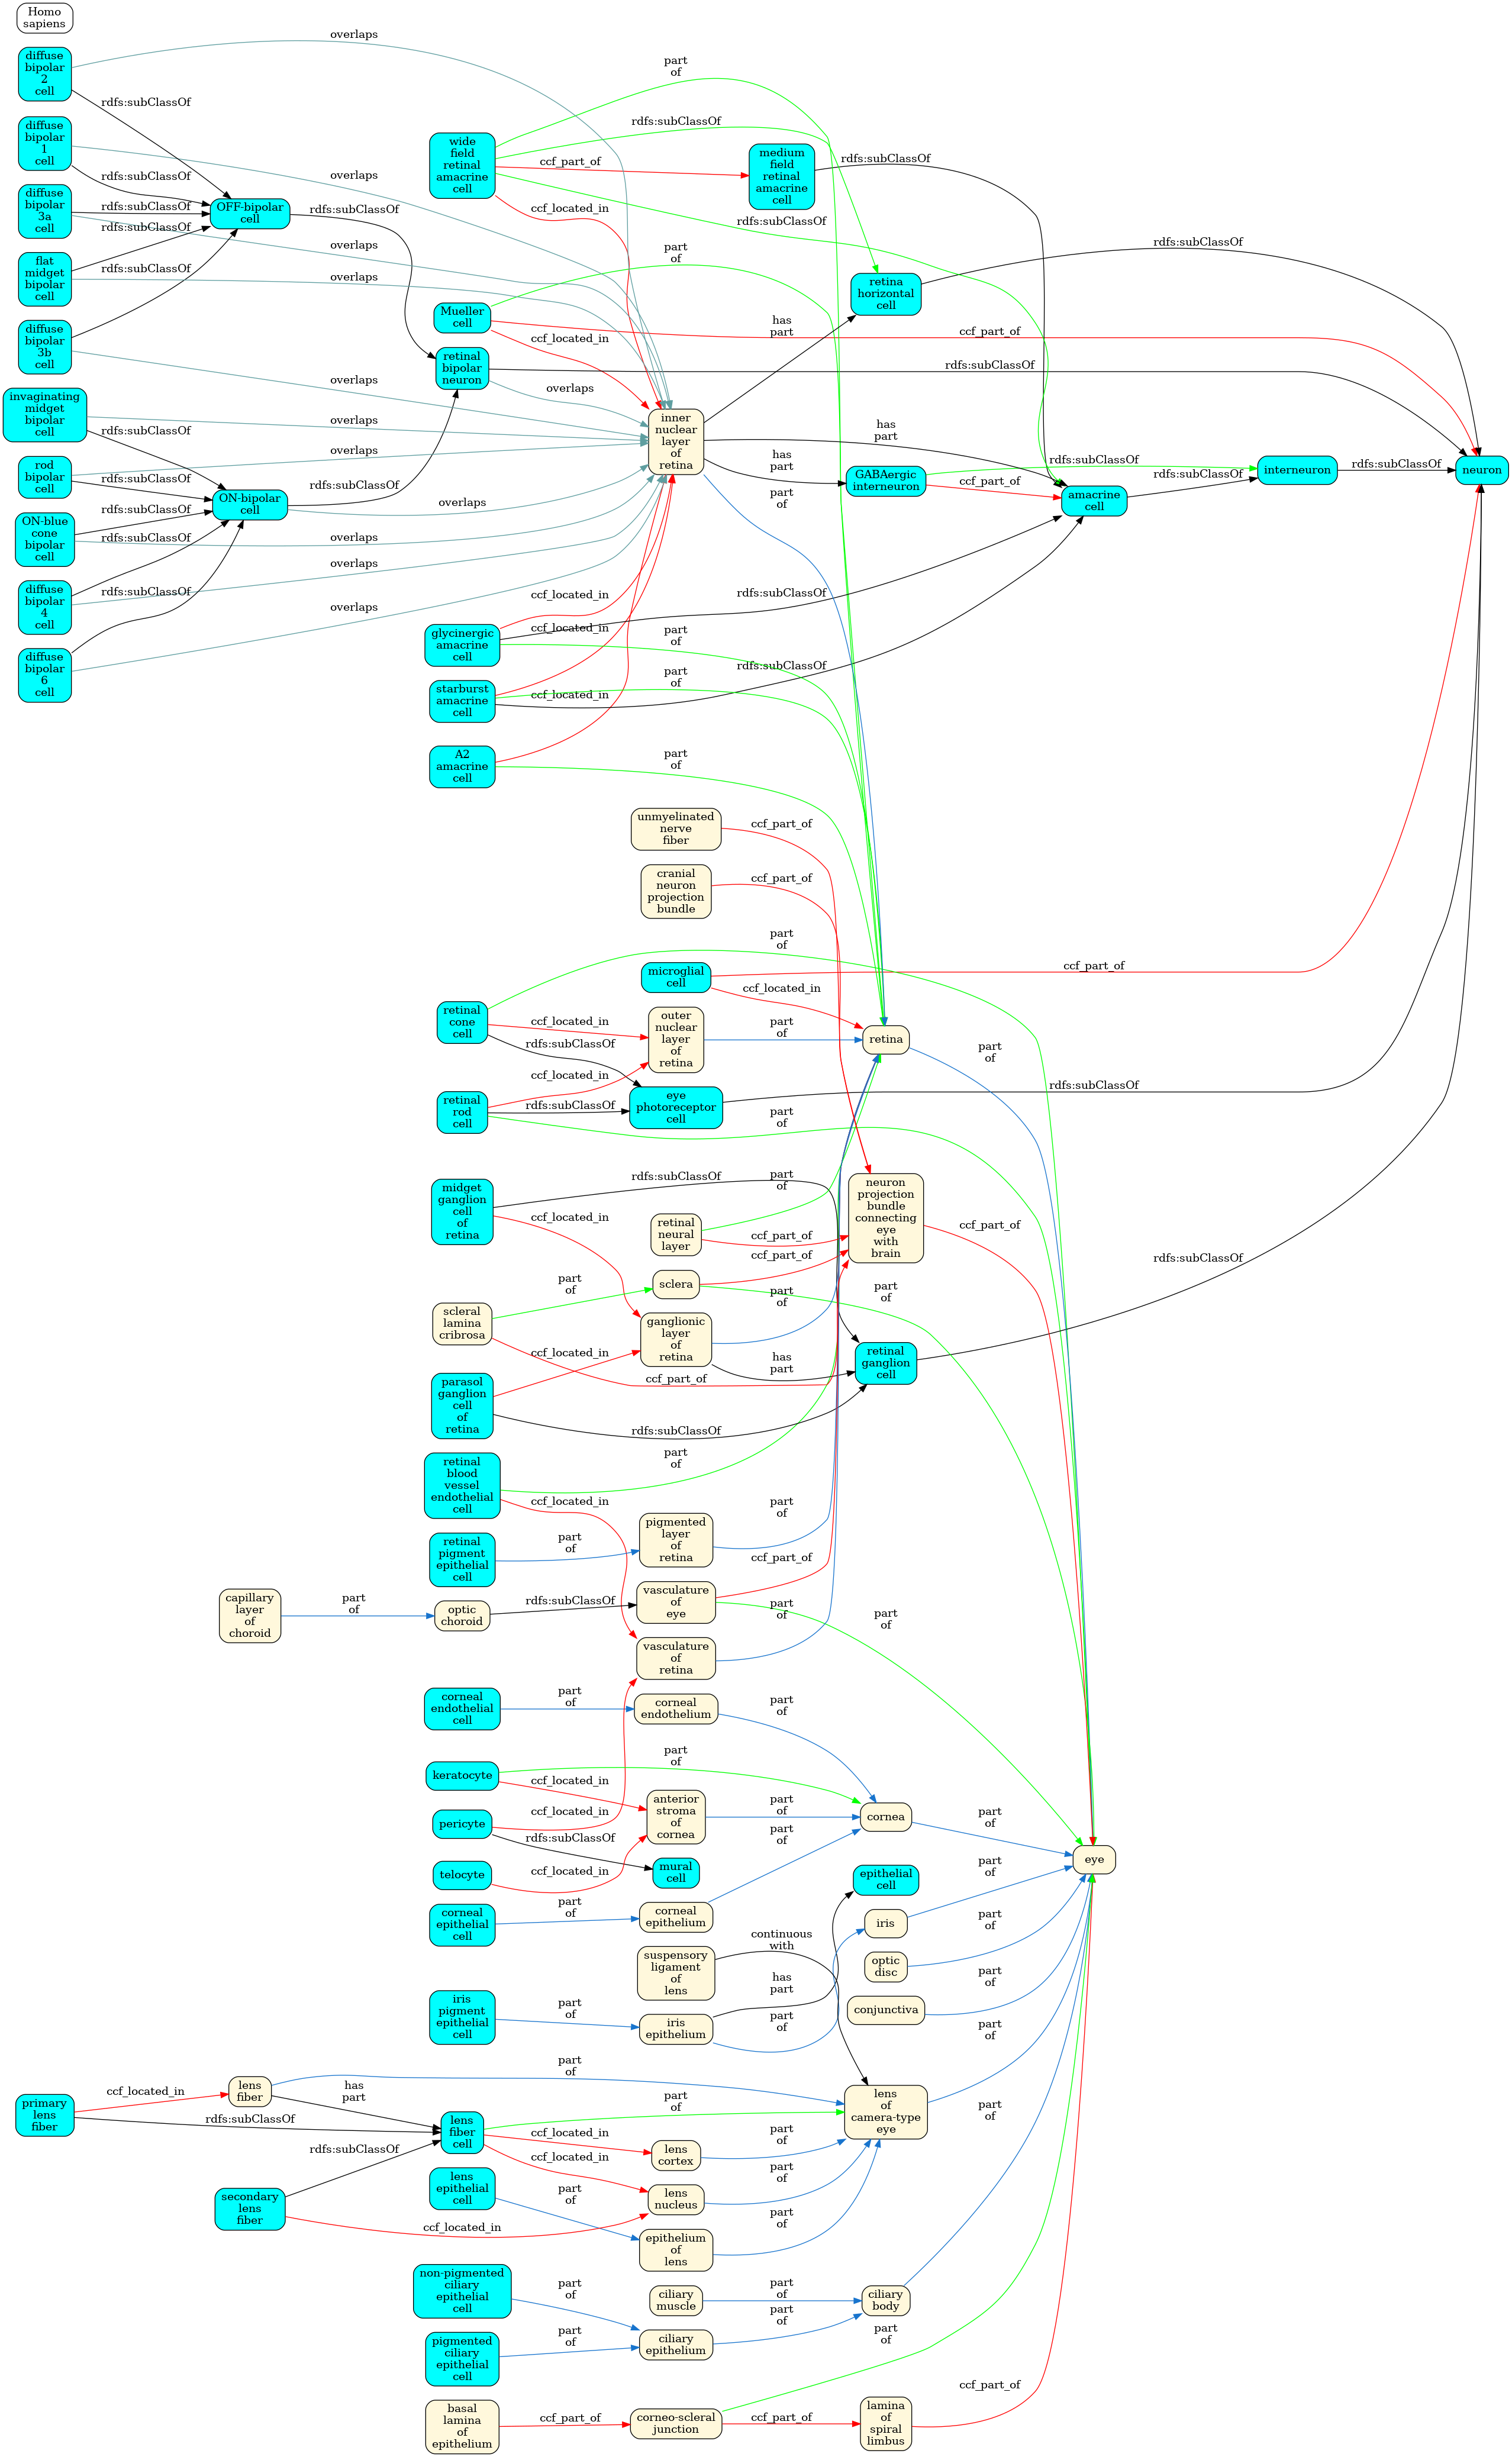 Homo
sapiens
diffuse
bipolar
2
cell
overlaps
rdfs:subClassOf
diffuse
bipolar
1
cell
rdfs:subClassOf
overlaps
diffuse
bipolar
3a
cell
rdfs:subClassOf
overlaps
OFF-bipolar
cell
rdfs:subClassOf
flat
midget
bipolar
cell
rdfs:subClassOf
overlaps
diffuse
bipolar
3b
cell
rdfs:subClassOf
overlaps
invaginating
midget
bipolar
cell
rdfs:subClassOf
overlaps
rod
bipolar
cell
rdfs:subClassOf
overlaps
ON-bipolar
cell
rdfs:subClassOf
overlaps
ON-blue
cone
bipolar
cell
rdfs:subClassOf
overlaps
diffuse
bipolar
4
cell
rdfs:subClassOf
overlaps
diffuse
bipolar
6
cell
rdfs:subClassOf
overlaps
wide
field
retinal
amacrine
cell
part
of
rdfs:subClassOf
ccf_part_of
rdfs:subClassOf
ccf_located_in
medium
field
retinal
amacrine
cell
rdfs:subClassOf
Mueller
cell
part
of
ccf_part_of
ccf_located_in
retinal
bipolar
neuron
rdfs:subClassOf
overlaps
inner
nuclear
layer
of
retina
has
part
has
part
has
part
part
of
retina
horizontal
cell
rdfs:subClassOf
GABAergic
interneuron
rdfs:subClassOf
ccf_part_of
amacrine
cell
rdfs:subClassOf
interneuron
rdfs:subClassOf
neuron
glycinergic
amacrine
cell
ccf_located_in
rdfs:subClassOf
part
of
starburst
amacrine
cell
ccf_located_in
part
of
rdfs:subClassOf
A2
amacrine
cell
ccf_located_in
part
of
unmyelinated
nerve
fiber
ccf_part_of
cranial
neuron
projection
bundle
ccf_part_of
microglial
cell
ccf_part_of
ccf_located_in
retinal
cone
cell
part
of
ccf_located_in
rdfs:subClassOf
outer
nuclear
layer
of
retina
part
of
retina
part
of
retinal
rod
cell
ccf_located_in
rdfs:subClassOf
part
of
eye
photoreceptor
cell
rdfs:subClassOf
midget
ganglion
cell
of
retina
rdfs:subClassOf
ccf_located_in
retinal
neural
layer
part
of
ccf_part_of
neuron
projection
bundle
connecting
eye
with
brain
ccf_part_of
scleral
lamina
cribrosa
part
of
ccf_part_of
sclera
ccf_part_of
part
of
ganglionic
layer
of
retina
part
of
has
part
retinal
ganglion
cell
rdfs:subClassOf
parasol
ganglion
cell
of
retina
ccf_located_in
rdfs:subClassOf
retinal
blood
vessel
endothelial
cell
part
of
ccf_located_in
retinal
pigment
epithelial
cell
part
of
pigmented
layer
of
retina
part
of
capillary
layer
of
choroid
part
of
optic
choroid
rdfs:subClassOf
vasculature
of
eye
ccf_part_of
part
of
vasculature
of
retina
part
of
corneal
endothelial
cell
part
of
corneal
endothelium
part
of
keratocyte
part
of
ccf_located_in
anterior
stroma
of
cornea
part
of
cornea
part
of
pericyte
ccf_located_in
rdfs:subClassOf
mural
cell
telocyte
ccf_located_in
corneal
epithelial
cell
part
of
corneal
epithelium
part
of
epithelial
cell
eye
iris
part
of
suspensory
ligament
of
lens
continuous
with
optic
disc
part
of
iris
pigment
epithelial
cell
part
of
iris
epithelium
has
part
part
of
conjunctiva
part
of
primary
lens
fiber
ccf_located_in
rdfs:subClassOf
lens
fiber
part
of
has
part
lens
fiber
cell
part
of
ccf_located_in
ccf_located_in
lens
of
camera-type
eye
part
of
lens
cortex
part
of
secondary
lens
fiber
rdfs:subClassOf
ccf_located_in
lens
epithelial
cell
part
of
lens
nucleus
part
of
epithelium
of
lens
part
of
non-pigmented
ciliary
epithelial
cell
part
of
ciliary
muscle
part
of
ciliary
body
part
of
pigmented
ciliary
epithelial
cell
part
of
ciliary
epithelium
part
of
basal
lamina
of
epithelium
ccf_part_of
corneo-scleral
junction
part
of
ccf_part_of
lamina
of
spiral
limbus
ccf_part_of